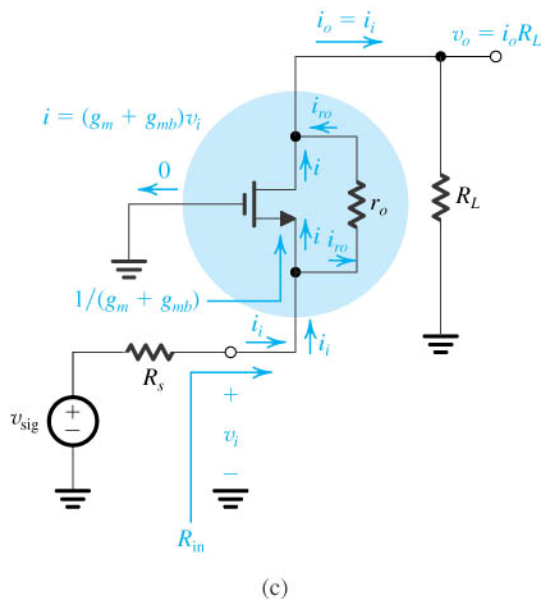 i_o = i_i
v_o = i_o R_L
i = (g_m + g_mb)v_i
i_ro
0
i
r_o
R_L
i
i_ro
1/(g_m + g_mb)
i_i
i_i
R_s
+
v_sig
+
−
v_i
−
R_in
(c)